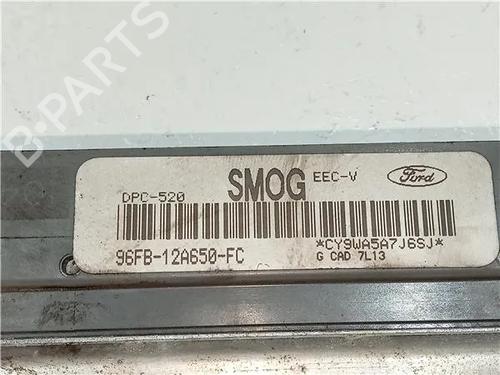 B-PARTS
DPC-520 SMOG EEC-V Ford
96FB-12A650-FC *CY9WA5A7J6SJ*
G CAD 7L13